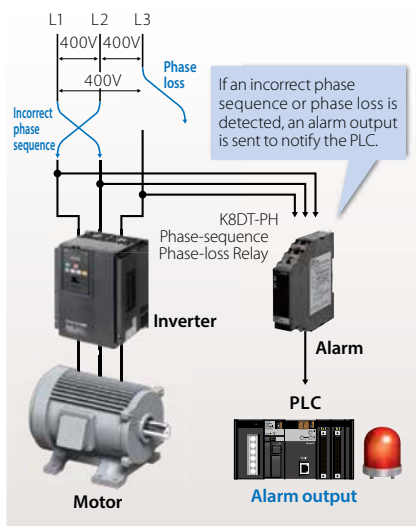 L1 L2 L3
400V 400V
400V
Phase
loss
Incorrect
phase
sequence
If an incorrect phase
sequence or phase loss is
detected, an alarm output
is sent to notify the PLC.
K8DT-PH
Phase-sequence
Phase-loss Relay
Inverter
Alarm
PLC
Motor
Alarm output